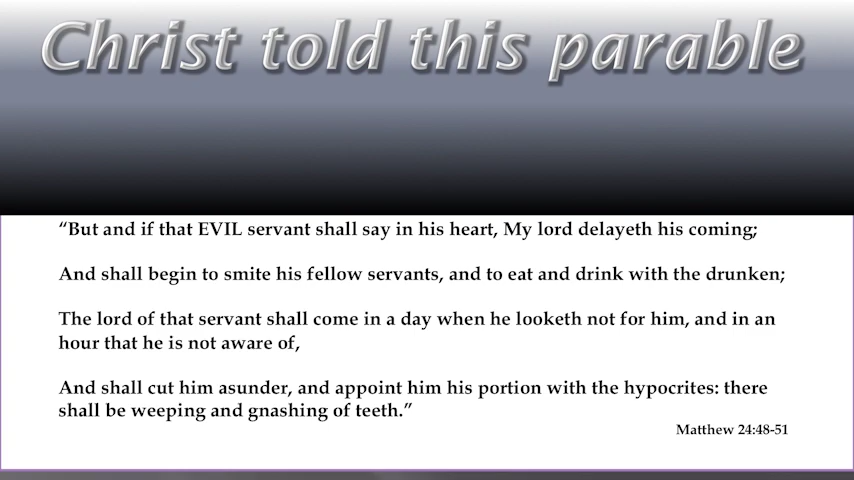 Christ told this parable
“But and if that EVIL servant shall say in his heart, My lord delayeth his coming;
And shall begin to smite his fellow servants, and to eat and drink with the drunken;
The lord of that servant shall come in a day when he looketh not for him, and in an
hour that he is not aware of,
And shall cut him asunder, and appoint him his portion with the hypocrites: there
shall be weeping and gnashing of teeth.”
Matthew 24:48-51